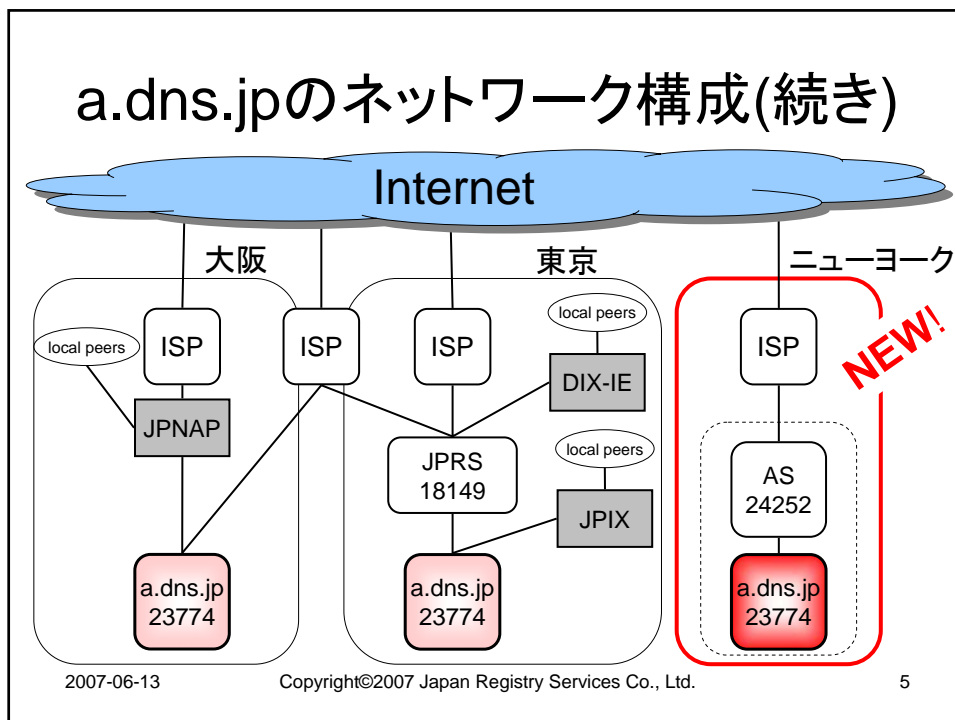 a.dns.jpのネットワーク構成(続き)
Internet
大阪
東京
ニューヨーク
local peers
ISP
JPNAP
a.dns.jp
23774
ISP
ISP
local peers
DIX-IE
JPRS
18149
local peers
JPIX
a.dns.jp
23774
NEW!
ISP
AS
24252
a.dns.jp
23774
2007-06-13
Copyright©2007 Japan Registry Services Co., Ltd.
5